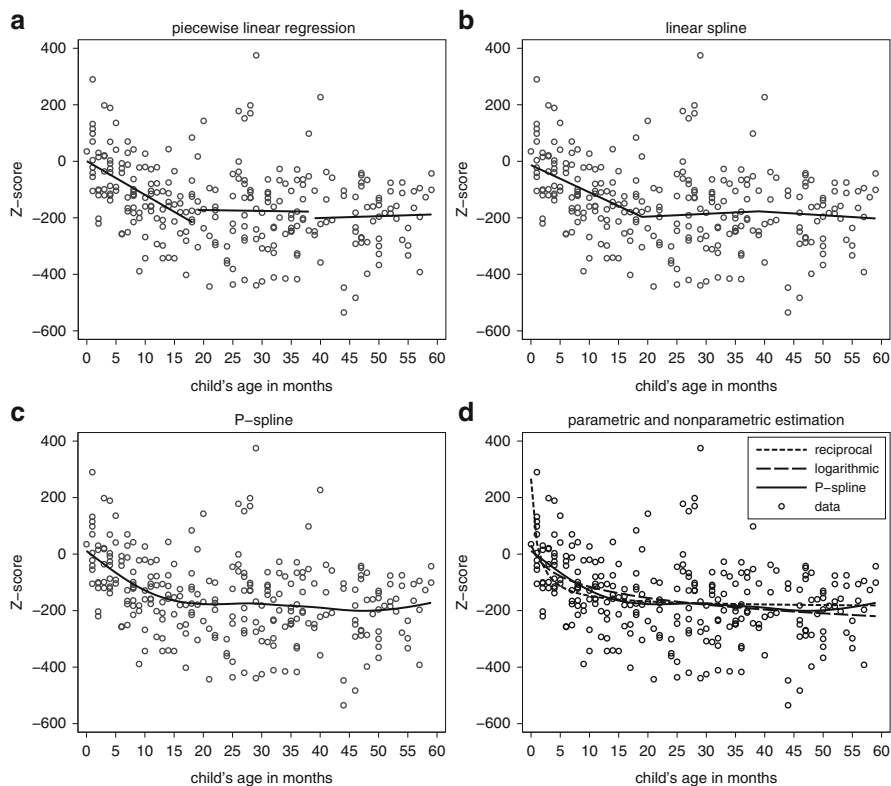 a
piecewise linear regression
400
200
0
−200
−400
−600
Z−score
0 5 10 15 20 25 30 35 40 45 50 55 60
child's age in months
b
linear spline
400
200
0
−200
−400
−600
Z−score
0 5 10 15 20 25 30 35 40 45 50 55 60
child's age in months
c
P−spline
400
200
0
−200
−400
−600
Z−score
0 5 10 15 20 25 30 35 40 45 50 55 60
child's age in months
d
parametric and nonparametric estimation
reciprocal
logarithmic
P−spline
data
400
200
0
−200
−400
−600
Z−score
0 5 10 15 20 25 30 35 40 45 50 55 60
child's age in months